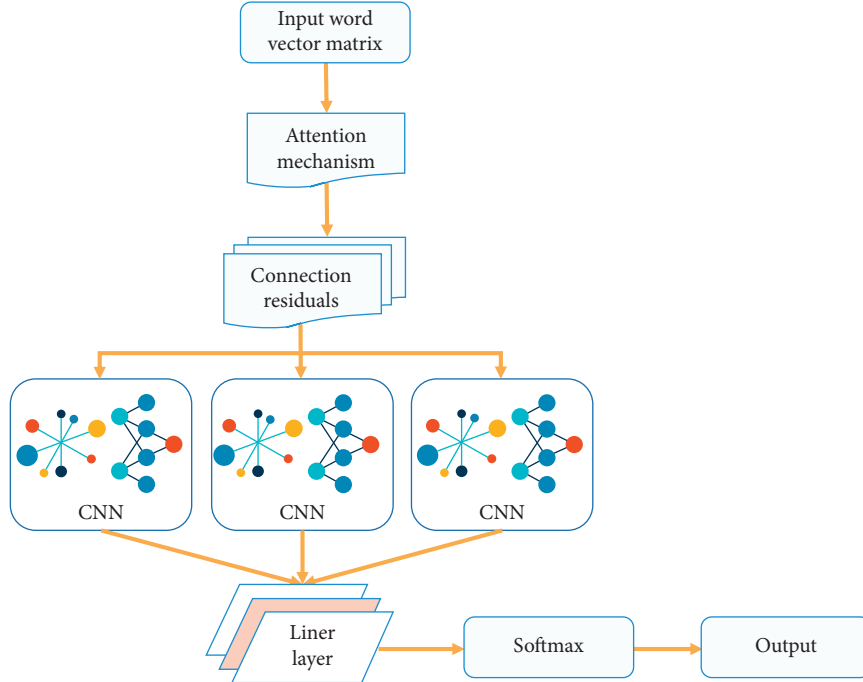 Input word
vector matrix
Attention
mechanism
Connection
residuals
CNN
CNN
CNN
Liner
layer
Softmax
Output